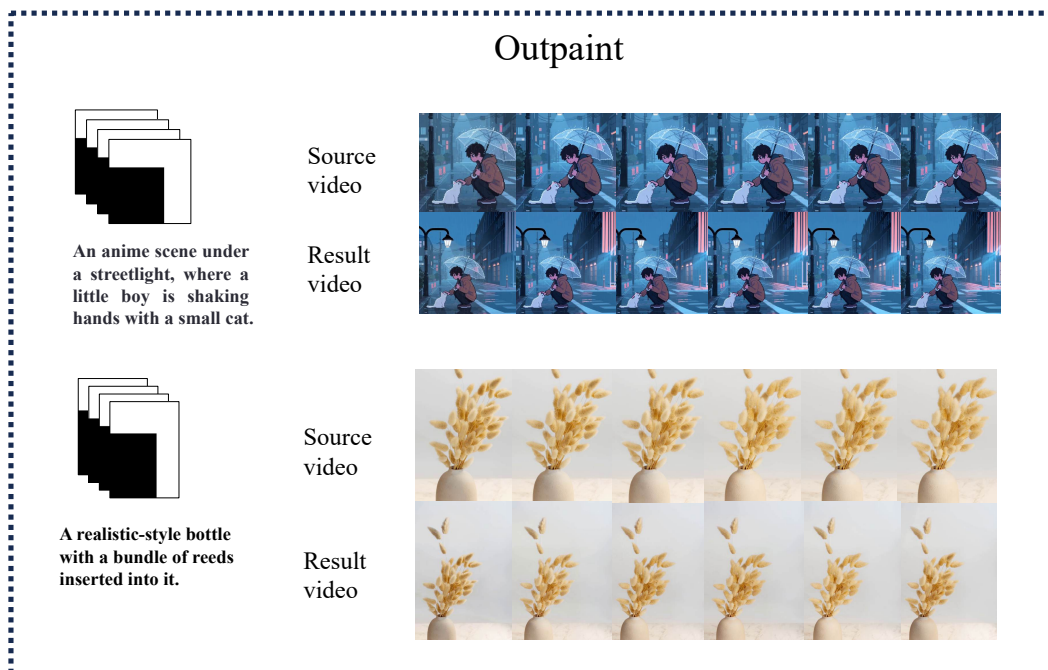 Outpaint
Source
video
Result
video
An anime scene under
a streetlight, where a
little boy is shaking
hands with a small cat.
Source
video
Result
video
A realistic-style bottle
with a bundle of reeds
inserted into it.